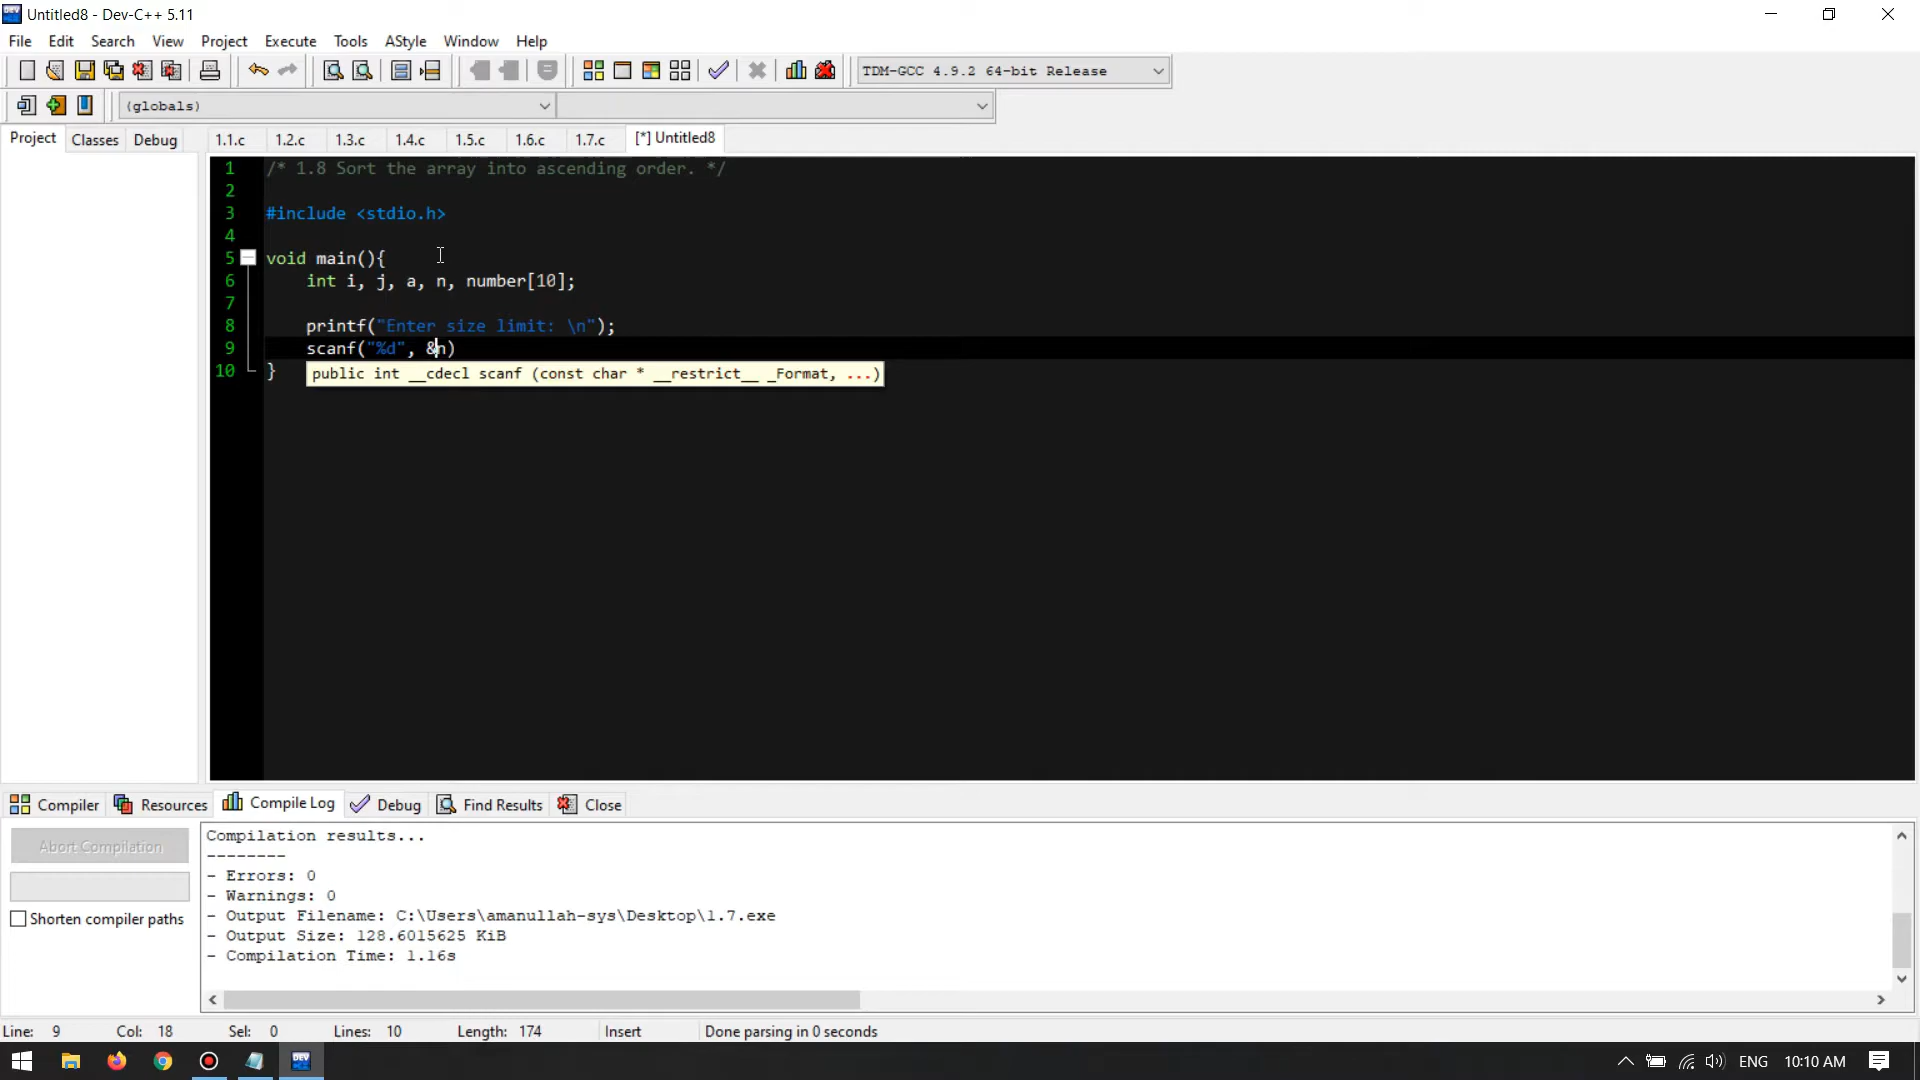 Untitled8 - Dev-C++ 5.11
File Edit Search View Project Execute Tools AStyle Window Help
TDM-GCC 4.9.2 64-bit Release
(globals)
Project Classes Debug 1.1.c 1.2.c 1.3.c 1.4.c 1.5.c 1.6.c 1.7.c [*] Untitled8
1 /* 1.8 Sort the array into ascending order. */
2
3 #include <stdio.h>
4
5 void main(){
6 int i, j, a, n, number[10];
7
8 printf("Enter size limit: \n");
9 scanf("%d", &n)
10 }
public int __cdecl scanf (const char * __restrict__ _Format, ...)
Compiler Resources Compile Log Debug Find Results Close
Abort Compilation
Shorten compiler paths
Compilation results...
--------
- Errors: 0
- Warnings: 0
- Output Filename: C:\Users\amanullah-sys\Desktop\1.7.exe
- Output Size: 128.6015625 KiB
- Compilation Time: 1.16s
Line: 9 Col: 18 Sel: 0 Lines: 10 Length: 174 Insert Done parsing in 0 seconds
DEV
ENG 10:10 AM